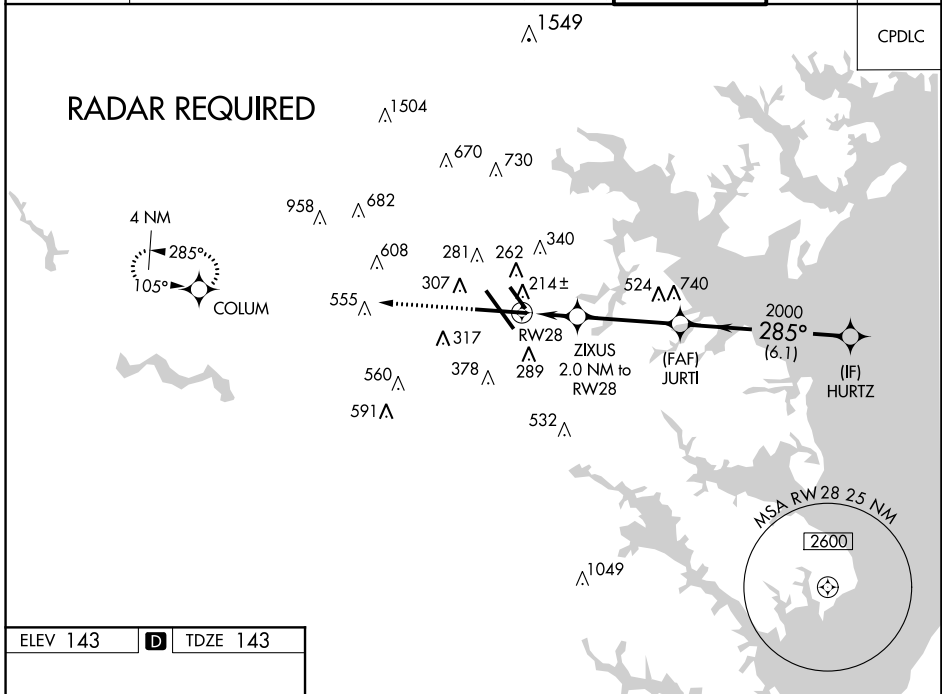 1549
CPDLC
RADAR REQUIRED
1504
670
730
958
682
4 NM
285°
105°
COLUM
608
281
262
340
307
214±
524
740
555
2000
285°
(6.1)
RW28
ZIXUS
2.0 NM to
RW28
(FAF)
JURTI
(IF)
HURTZ
317
289
378
560
591
532
MSA RW28 25 NM
2600
1049
ELEV 143
D
TDZE 143